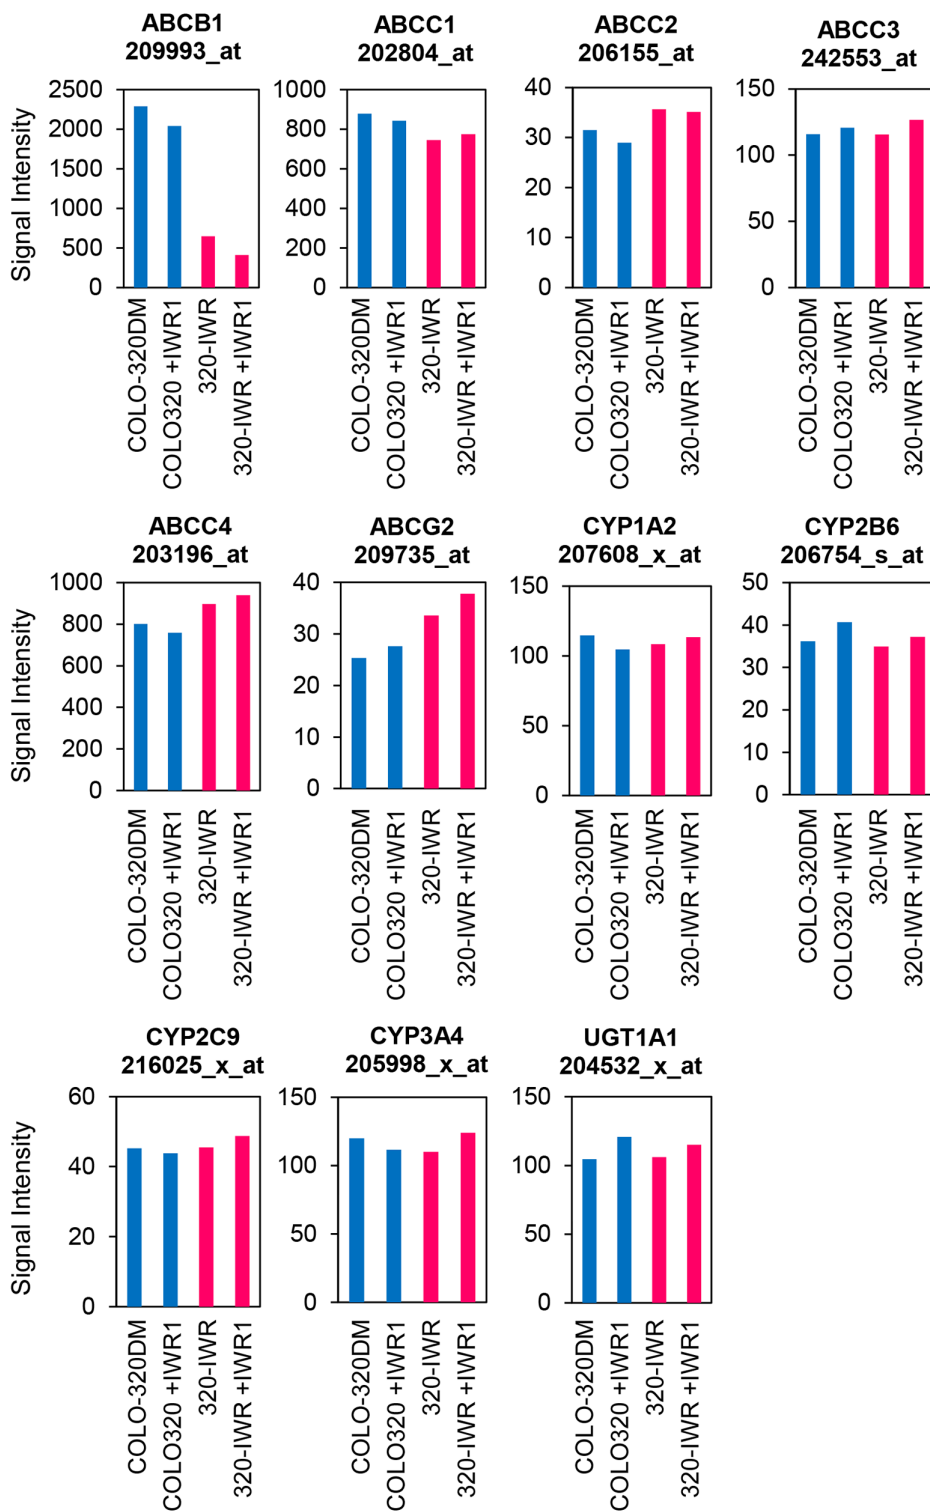 ABCB1
209993_at
ABCC1
202804_at
ABCC2
206155_at
ABCC3
242553_at
Signal Intensity
2500
2000
1500
1000
500
0
1000
800
600
400
200
0
40
30
20
10
0
150
100
50
0
COLO-320DM
COLO320 +IWR1
320-IWR
320-IWR +IWR1
COLO-320DM
COLO320 +IWR1
320-IWR
320-IWR +IWR1
COLO-320DM
COLO320 +IWR1
320-IWR
320-IWR +IWR1
COLO-320DM
COLO320 +IWR1
320-IWR
320-IWR +IWR1
ABCC4
203196_at
ABCG2
209735_at
CYP1A2
207608_x_at
CYP2B6
206754_s_at
Signal Intensity
1000
800
600
400
200
0
40
30
20
10
0
150
100
50
0
50
40
30
20
10
0
COLO-320DM
COLO320 +IWR1
320-IWR
320-IWR +IWR1
COLO-320DM
COLO320 +IWR1
320-IWR
320-IWR +IWR1
COLO-320DM
COLO320 +IWR1
320-IWR
320-IWR +IWR1
COLO-320DM
COLO320 +IWR1
320-IWR
320-IWR +IWR1
CYP2C9
216025_x_at
CYP3A4
205998_x_at
UGT1A1
204532_x_at
Signal Intensity
60
40
20
0
150
100
50
0
150
100
50
0
COLO-320DM
COLO320 +IWR1
320-IWR
320-IWR +IWR1
COLO-320DM
COLO320 +IWR1
320-IWR
320-IWR +IWR1
COLO-320DM
COLO320 +IWR1
320-IWR
320-IWR +IWR1